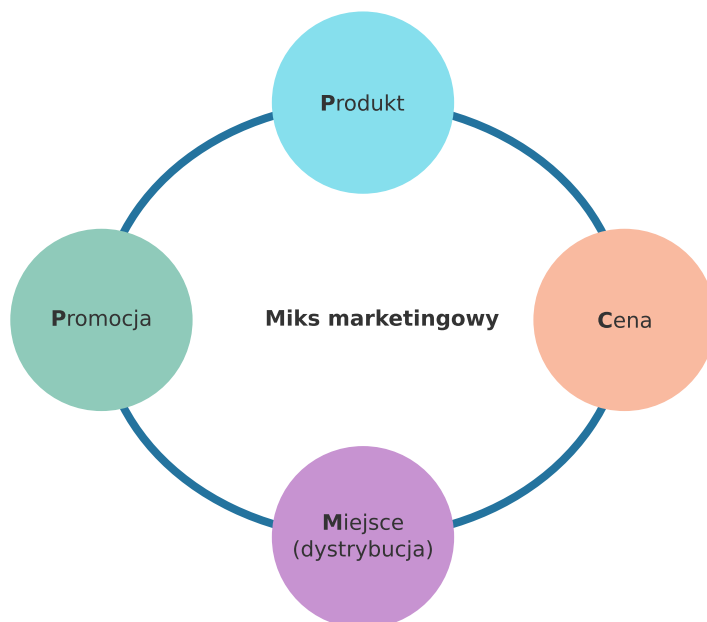 Produkt
Promocja
Miks marketingowy
Cena
Miejsce
(dystrybucja)